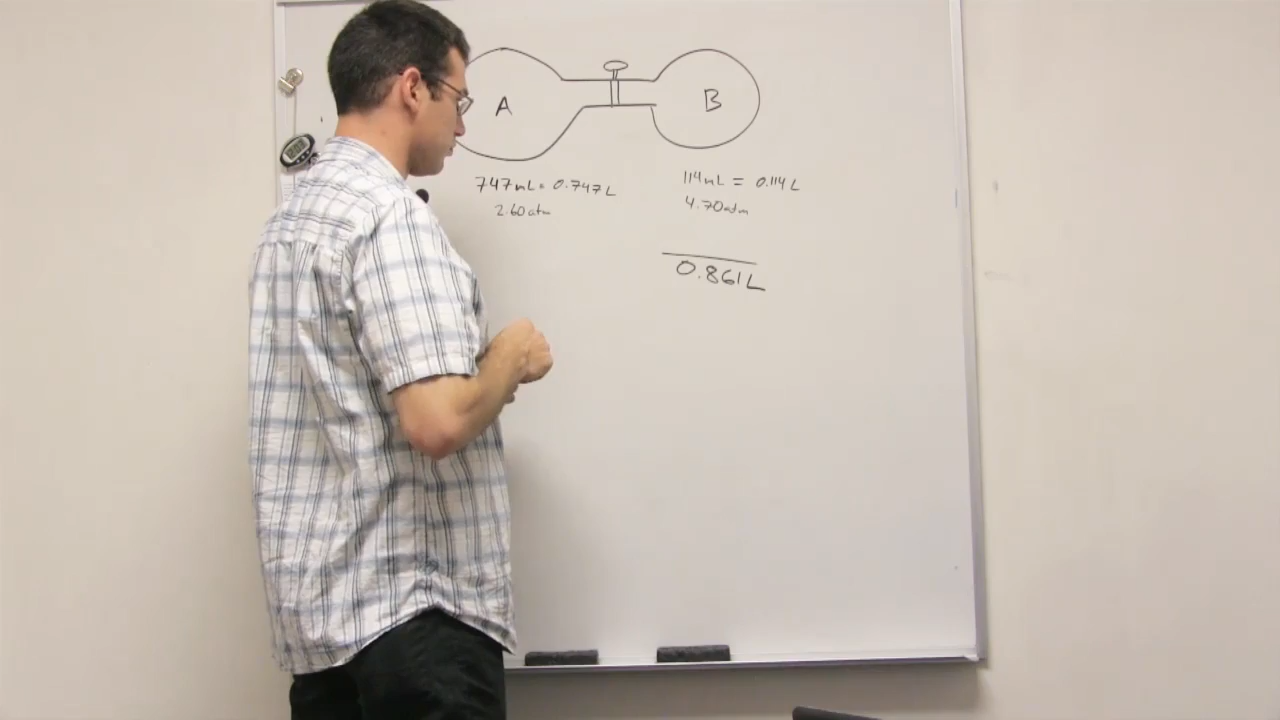 A
B
747mL = 0.747L
2.60atm
114mL = 0.114L
4.70atm
0.861L